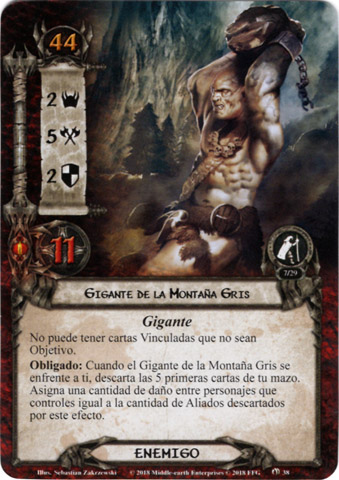 44
2
5
2
11
7/29
Gigante de la Montaña Gris
Gigante
No puede tener cartas Vinculadas que no sean
Objetivo.
Obligado: Cuando el Gigante de la Montaña Gris se
enfrente a ti, descarta las 5 primeras cartas de tu mazo.
Asigna una cantidad de daño entre personajes que
controles igual a la cantidad de Aliados descartados
por este efecto.
ENEMIGO
Illus. Sebastian Zakrzewski © 2018 Middle-earth Enterprises © 2018 FFG 38